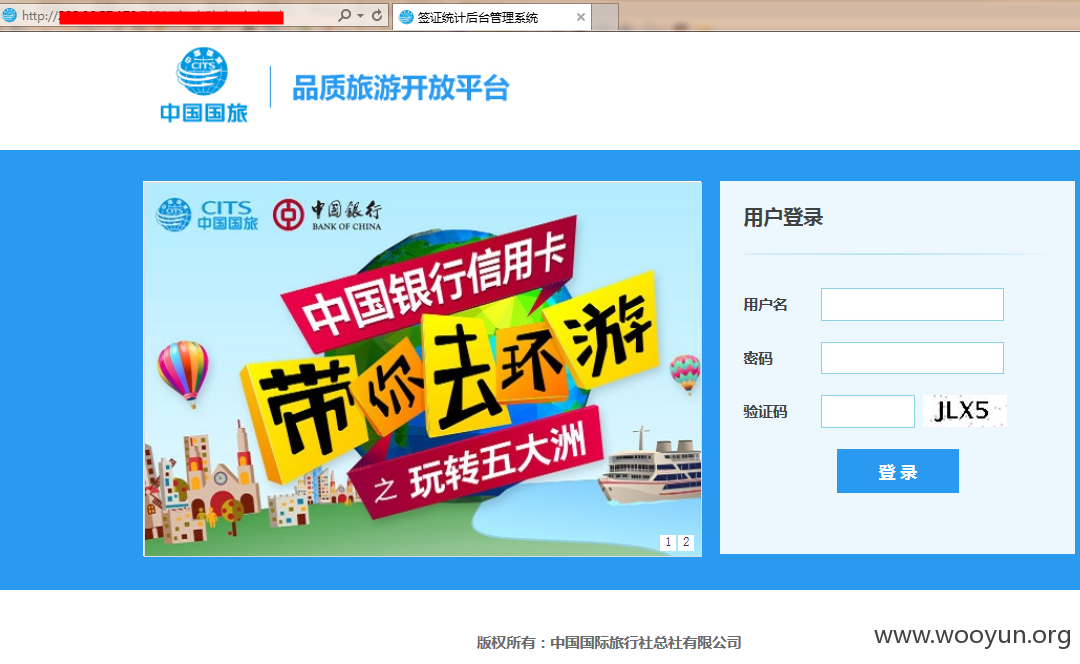 http://
签证统计后台管理系统
CITS
中国国旅
品质旅游开放平台
CITS
中国国旅
中国银行
BANK OF CHINA
中国银行信用卡
带你去环游
之 玩转五大洲
1 2
用户登录
用户名
密码
验证码
JLX5
登录
版权所有：中国国际旅行社总社有限公司
www.wooyun.org